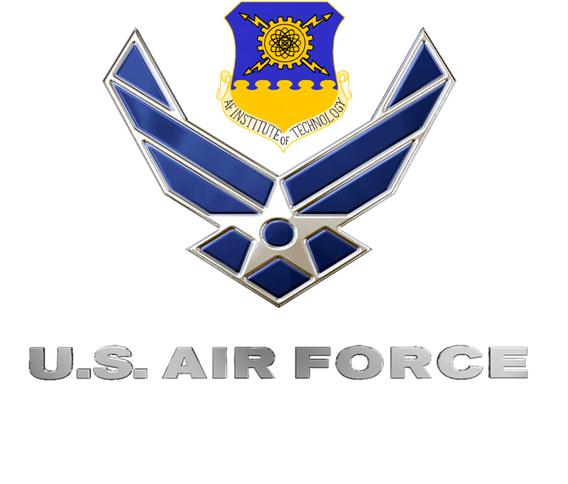 AF INSTITUTE OF TECHNOLOGY
U.S. AIR FORCE